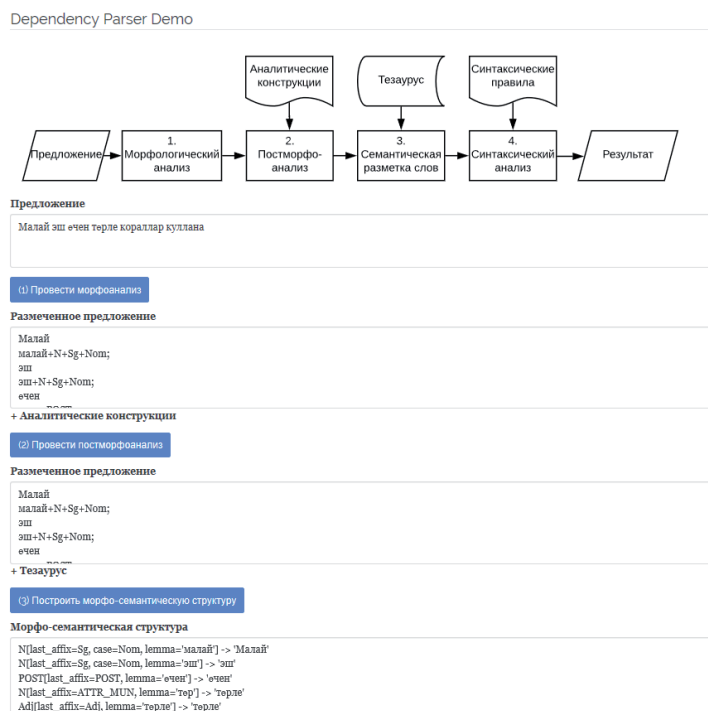 Dependency Parser Demo
Аналитические
конструкции
Тезаурус
Синтаксические
правила
Предложение
1.
Морфологический
анализ
2.
Постморфо-
анализ
3.
Семантическая
разметка слов
4.
Синтаксический
анализ
Результат
Предложение
Малай эш өчен төрле кораллар куллана
(1) Провести морфоанализ
Размеченное предложение
Малай
малай+N+Sg+Nom;
эш
эш+N+Sg+Nom;
өчен
+ Аналитические конструкции
(2) Провести постморфоанализ
Размеченное предложение
Малай
малай+N+Sg+Nom;
эш
эш+N+Sg+Nom;
өчен
+ Тезаурус
(3) Построить морфо-семантическую структуру
Морфо-семантическая структура
N[last_affix=Sg, case=Nom, lemma='малай'] -> 'Малай'
N[last_affix=Sg, case=Nom, lemma='эш'] -> 'эш'
POST[last_affix=POST, lemma='өчен'] -> 'өчен'
N[last_affix=ATTR_MUN, lemma='төр'] -> 'төрле'
Adj[last_affix=Adj, lemma='төрле'] -> 'төрле'